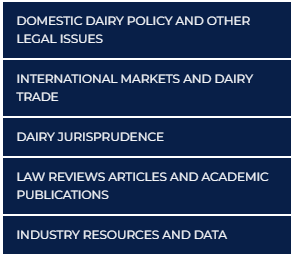 DOMESTIC DAIRY POLICY AND OTHER
LEGAL ISSUES
INTERNATIONAL MARKETS AND DAIRY
TRADE
DAIRY JURISPRUDENCE
LAW REVIEWS ARTICLES AND ACADEMIC
PUBLICATIONS
INDUSTRY RESOURCES AND DATA